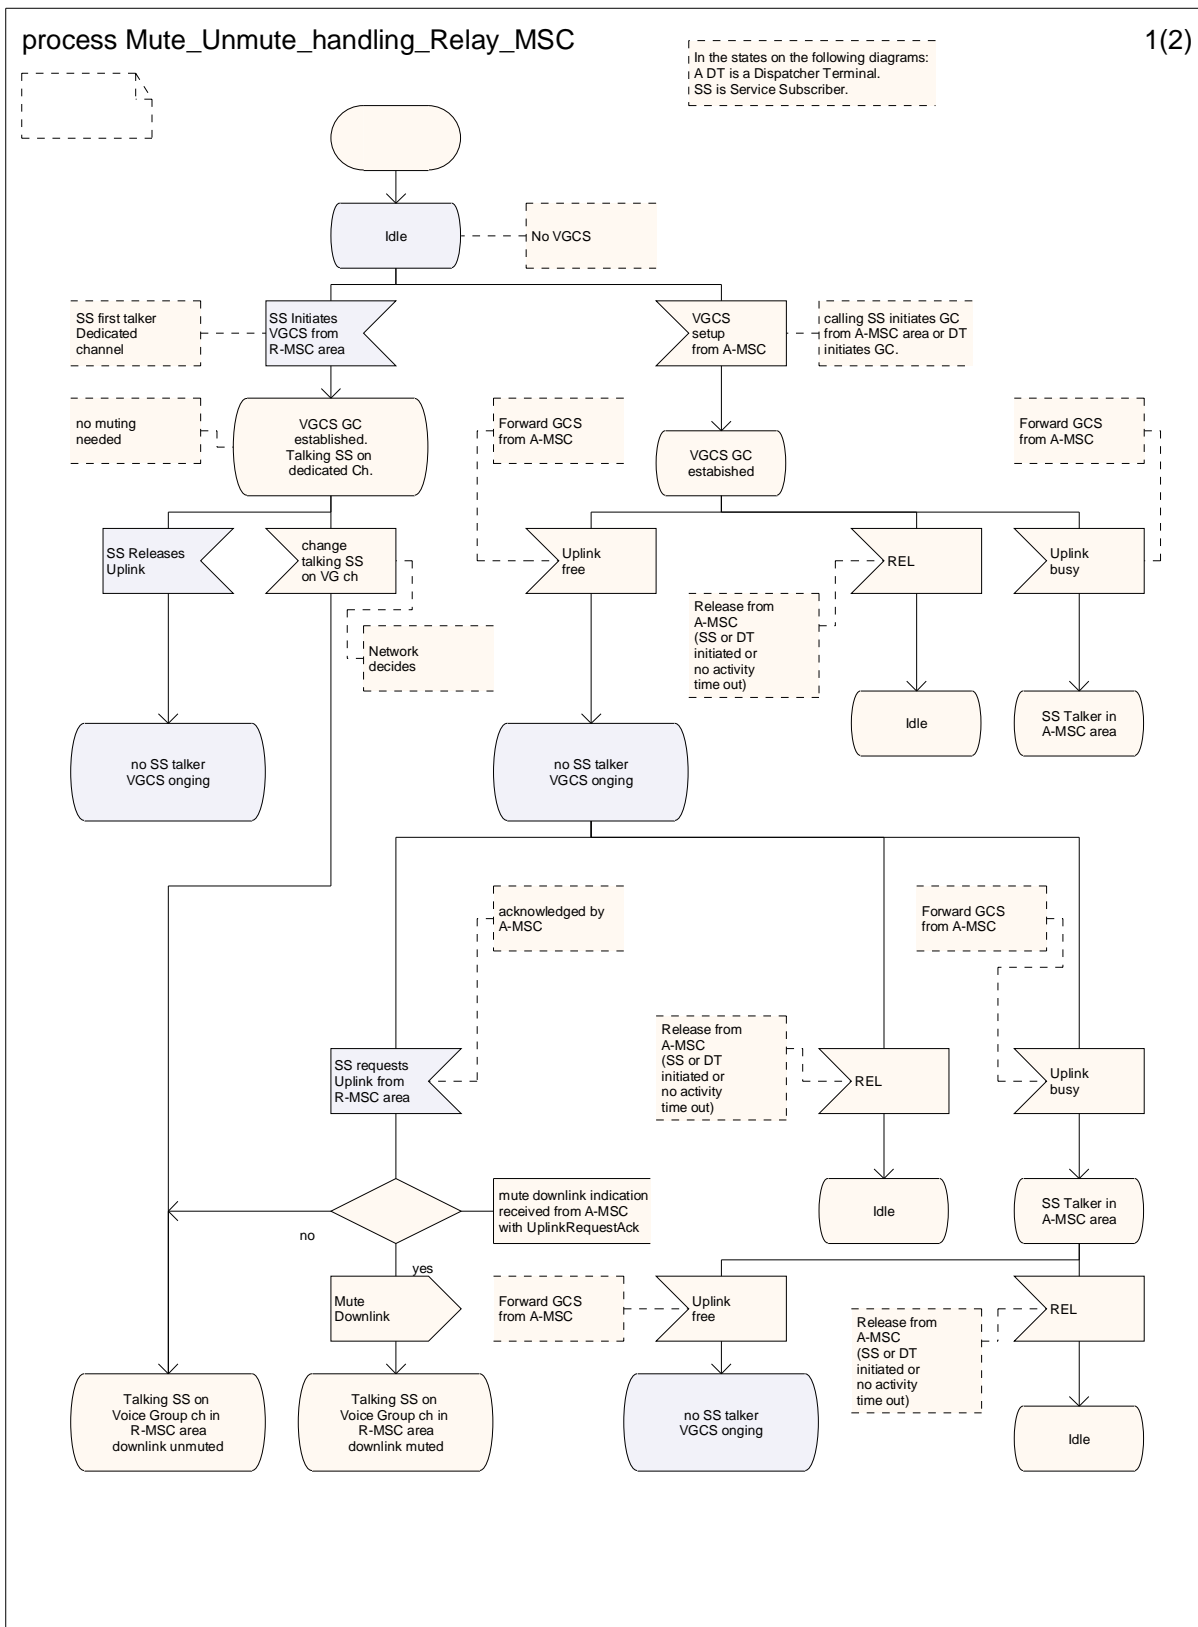 process Mute_Unmute_handling_Relay_MSC
1(2)
In the states on the following diagrams:
A DT is a Dispatcher Terminal.
SS is Service Subscriber.
Idle
No VGCS
SS first talker
Dedicated
channel
SS Initiates
VGCS from
R-MSC area
VGCS
setup
from A-MSC
calling SS initiates GC
from A-MSC area or DT
initiates GC.
no muting
needed
VGCS GC
established.
Talking SS on
dedicated Ch.
Forward GCS
from A-MSC
VGCS GC
estabished
Forward GCS
from A-MSC
SS Releases
Uplink
change
talking SS
on VG ch
Uplink
free
REL
Uplink
busy
Network
decides
Release from
A-MSC
(SS or DT
initiated or
no activity
time out)
Idle
SS Talker in
A-MSC area
no SS talker
VGCS onging
no SS talker
VGCS onging
acknowledged by
A-MSC
Forward GCS
from A-MSC
SS requests
Uplink from
R-MSC area
Release from
A-MSC
(SS or DT
initiated or
no activity
time out)
REL
Uplink
busy
mute downlink indication
received from A-MSC
with UplinkRequestAck
no
yes
Idle
SS Talker in
A-MSC area
Mute
Downlink
Forward GCS
from A-MSC
Uplink
free
Release from
A-MSC
(SS or DT
initiated or
no activity
time out)
REL
Talking SS on
Voice Group ch in
R-MSC area
downlink unmuted
Talking SS on
Voice Group ch in
R-MSC area
downlink muted
no SS talker
VGCS onging
Idle